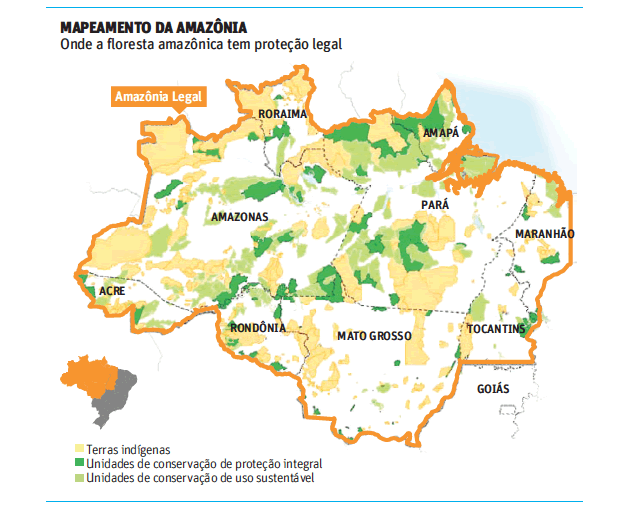 MAPEAMENTO DA AMAZÔNIA
Onde a floresta amazônica tem proteção legal
Amazônia Legal
RORAIMA
AMAPÁ
AMAZONAS
PARÁ
MARANHÃO
ACRE
RONDÔNIA
MATO GROSSO
TOCANTINS
GOIÁS
Terras indígenas
Unidades de conservação de proteção integral
Unidades de conservação de uso sustentável